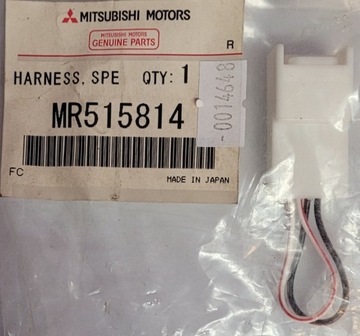 MITSUBISHI MOTORS
MITSUBISHI MOTORS
GENUINE PARTS
R
HARNESS, SPE QTY: 1
MR515814
-0014648
FC
MADE IN JAPAN